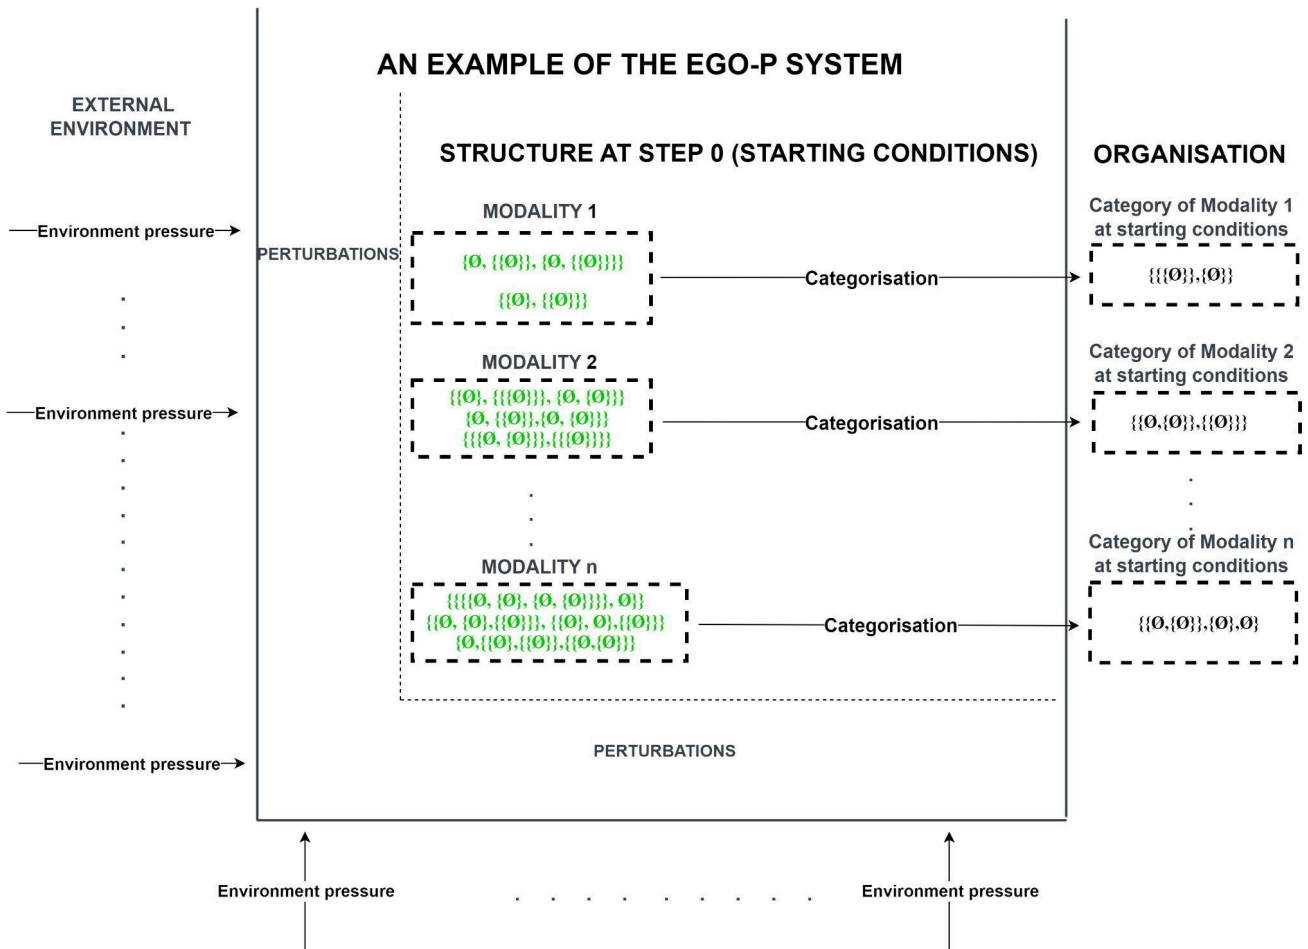 AN EXAMPLE OF THE EGO-P SYSTEM
EXTERNAL
ENVIRONMENT
STRUCTURE AT STEP 0 (STARTING CONDITIONS)
ORGANISATION
Environment pressure
PERTURBATIONS
MODALITY 1
{Ø, {{Ø}}, {Ø, {{Ø}}}}
{{Ø}, {{Ø}}}
Categorisation
Category of Modality 1
at starting conditions
{{{Ø}},{Ø}}
Environment pressure
MODALITY 2
{{Ø}, {{{Ø}}}, {Ø, {Ø}}}
{Ø, {{Ø}},{Ø, {Ø}}}
{{{Ø, {Ø}}},{{{Ø}}}}
Categorisation
Category of Modality 2
at starting conditions
{{Ø,{Ø}},{{Ø}}}
MODALITY n
{{{{Ø, {Ø}, {Ø, {Ø}}}}, Ø}}
{{Ø, {Ø},{{Ø}}}, {{Ø}, Ø},{{Ø}}}
{Ø,{{Ø},{{Ø}},{{Ø,{Ø}}}
Categorisation
Category of Modality n
at starting conditions
{{Ø,{Ø}},{Ø},Ø}
PERTURBATIONS
Environment pressure
Environment pressure
Environment pressure